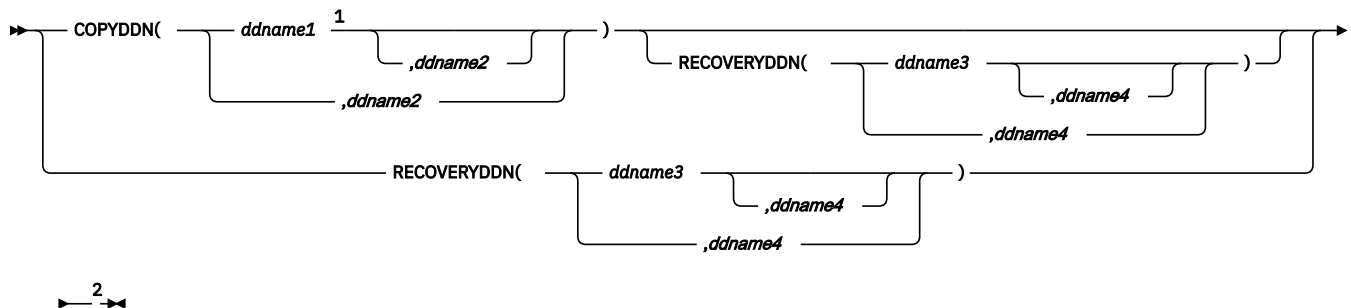 COPYDDN( ddname1 1 )
,ddname2 RECOVERYDDN( ddname3 )
,ddname2 ,ddname4
,ddname4
RECOVERYDDN( ddname3 )
,ddname4
,ddname4
2